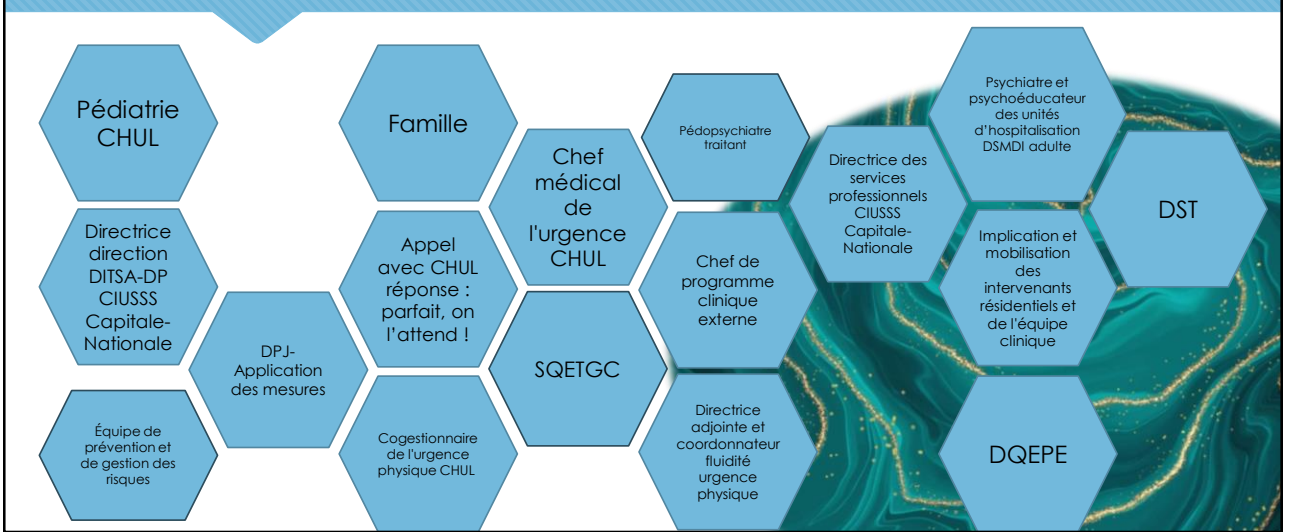 Pédiatrie
CHUL
Directrice
direction
DITSA-DP
CIUSSS
Capitale-
Nationale
Équipe de
prévention et
de gestion des
risques
DPJ-
Application
des mesures
Famille
Appel
avec CHUL
réponse :
parfait, on
l’attend !
Cogestionnaire
de l'urgence
physique CHUL
Chef
médical
de
l'urgence
CHUL
SQETGC
Pédopsychiatre
traitant
Chef de
programme
clinique
externe
Directrice
adjointe et
coordonnateur
fluidité
urgence
physique
Directrice des
services
professionnels
CIUSSS
Capitale-
Nationale
Psychiatre et
psychoéducateur
des unités
d’hospitalisation
DSMDI adulte
Implication et
mobilisation
des
intervenants
résidentiels et
de l'équipe
clinique
DQEPE
DST